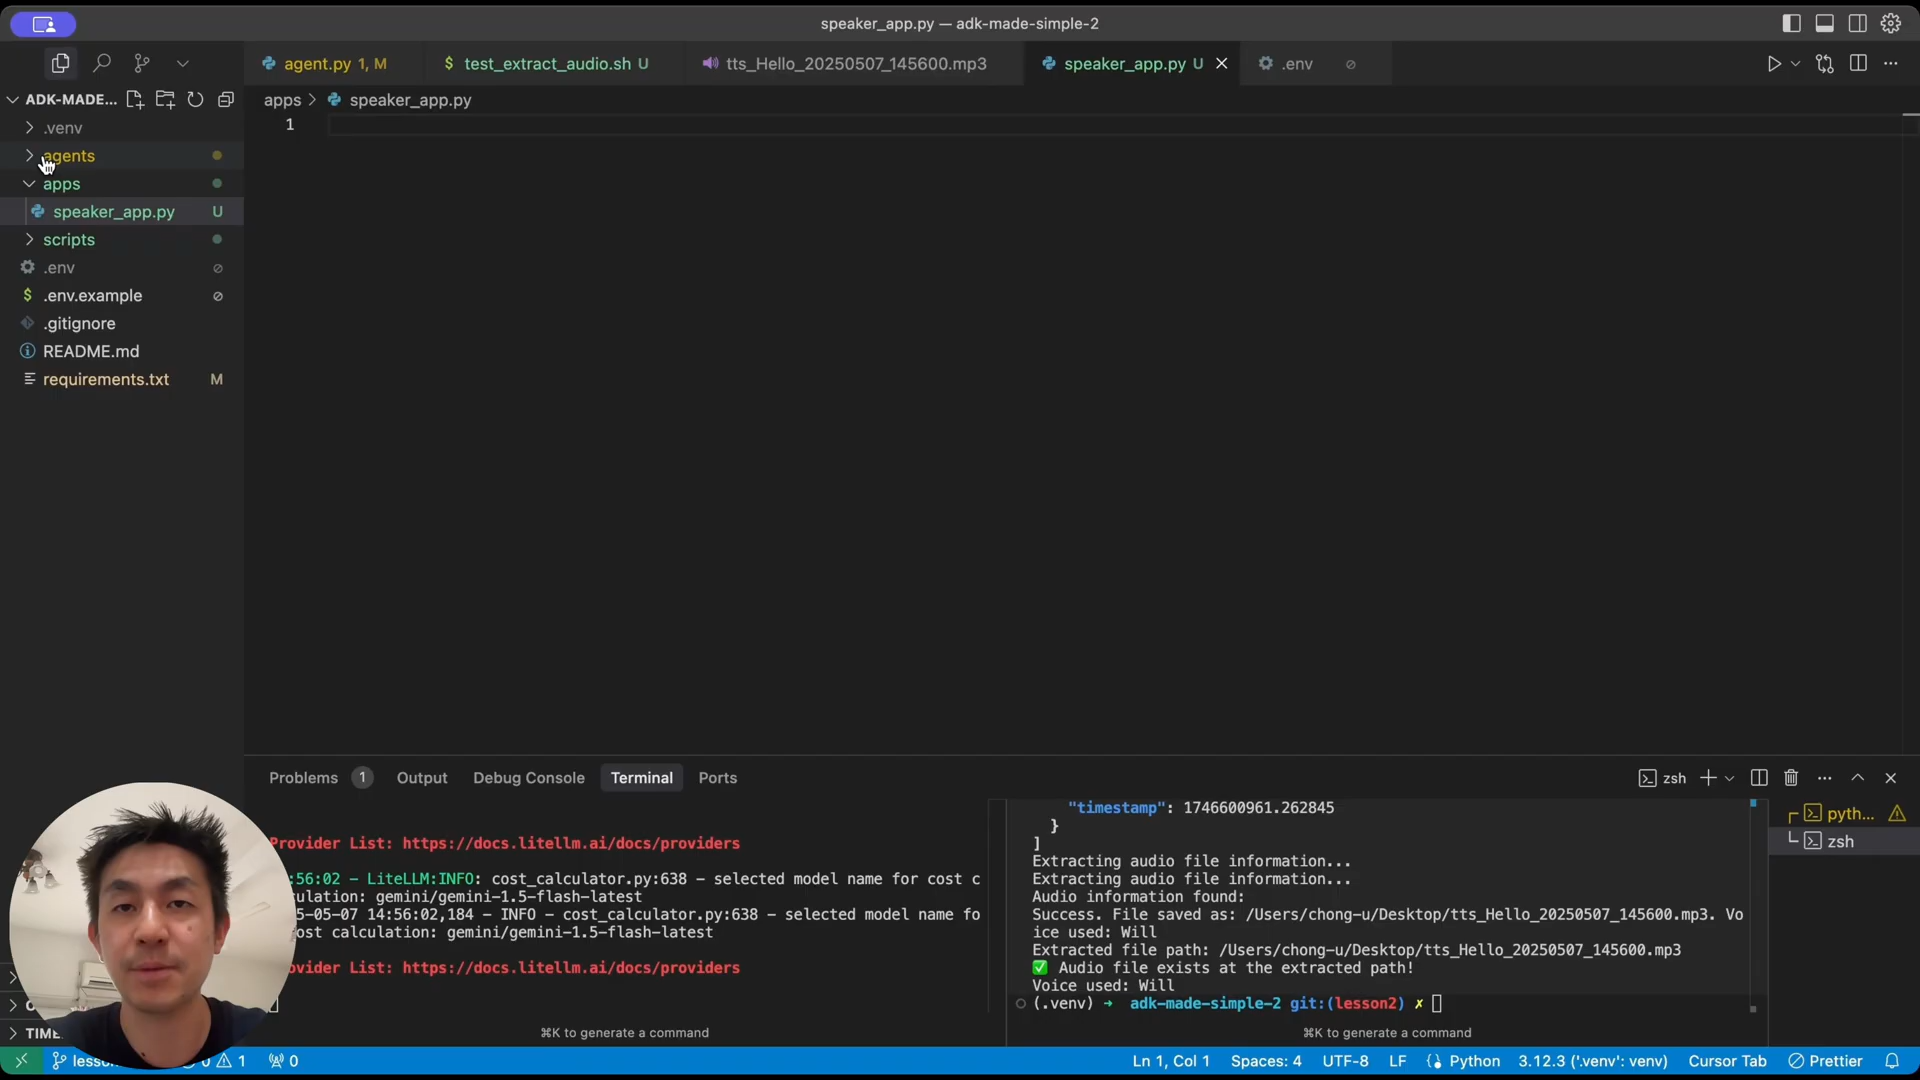 speaker_app.py — adk-made-simple-2
agent.py 1, M
$ test_extract_audio.sh U
tts_Hello_20250507_145600.mp3
speaker_app.py U
.env
ADK-MADE...
apps > speaker_app.py
1
.venv
agents
apps
speaker_app.py U
scripts
.env
$ .env.example
.gitignore
README.md
requirements.txt M
Problems 1
Output
Debug Console
Terminal
Ports
zsh
Provider List: https://docs.litellm.ai/docs/providers
:56:02 - LiteLLM:INFO: cost_calculator.py:638 - selected model name for cost c
ulation: gemini/gemini-1.5-flash-latest
5-05-07 14:56:02,184 - INFO - cost_calculator.py:638 - selected model name fo
ost calculation: gemini/gemini-1.5-flash-latest
ovider List: https://docs.litellm.ai/docs/providers
⌘K to generate a command
"timestamp": 1746600961.262845
}
]
Extracting audio file information...
Extracting audio file information...
Audio information found:
Success. File saved as: /Users/chong-u/Desktop/tts_Hello_20250507_145600.mp3. Vo
ice used: Will
Extracted file path: /Users/chong-u/Desktop/tts_Hello_20250507_145600.mp3
✅ Audio file exists at the extracted path!
Voice used: Will
(.venv) → adk-made-simple-2 git:(lesson2) ✗
⌘K to generate a command
pyth...
zsh
TIME
lesso
0
1
0
Ln 1, Col 1
Spaces: 4
UTF-8
LF
Python
3.12.3 ('.venv': venv)
Cursor Tab
Prettier